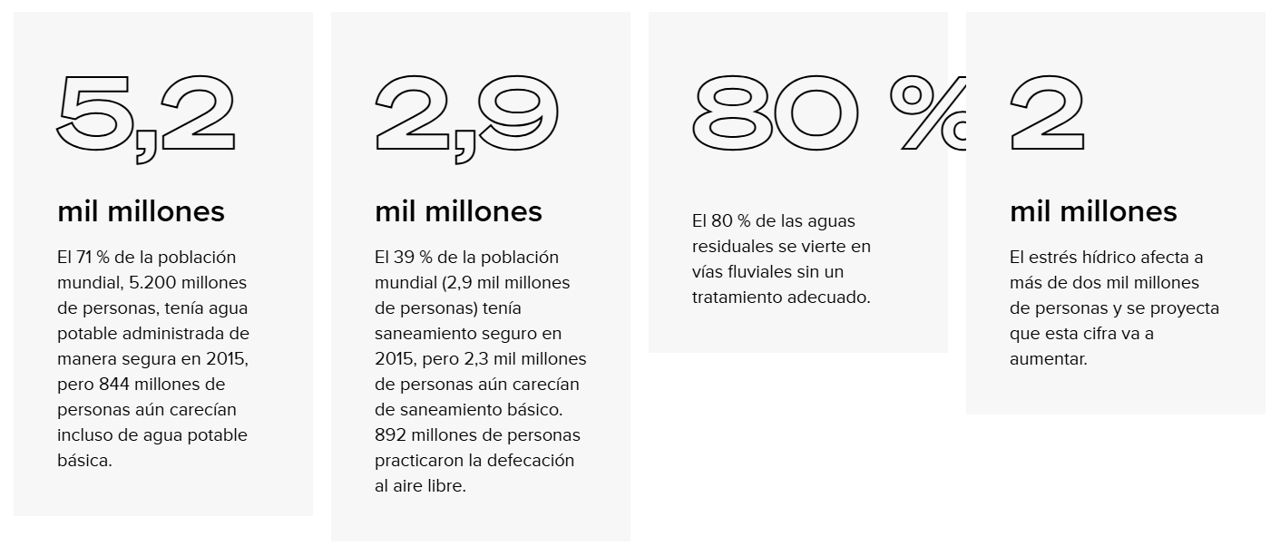 5,2
mil millones
El 71 % de la población
mundial, 5.200 millones
de personas, tenía agua
potable administrada de
manera segura en 2015,
pero 844 millones de
personas aún carecían
incluso de agua potable
básica.
2,9
mil millones
El 39 % de la población
mundial (2,9 mil millones
de personas) tenía
saneamiento seguro en
2015, pero 2,3 mil millones
de personas aún carecían
de saneamiento básico.
892 millones de personas
practicaron la defecación
al aire libre.
80 %
El 80 % de las aguas
residuales se vierte en
vías fluviales sin un
tratamiento adecuado.
2
mil millones
El estrés hídrico afecta a
más de dos mil millones
de personas y se proyecta
que esta cifra va a
aumentar.